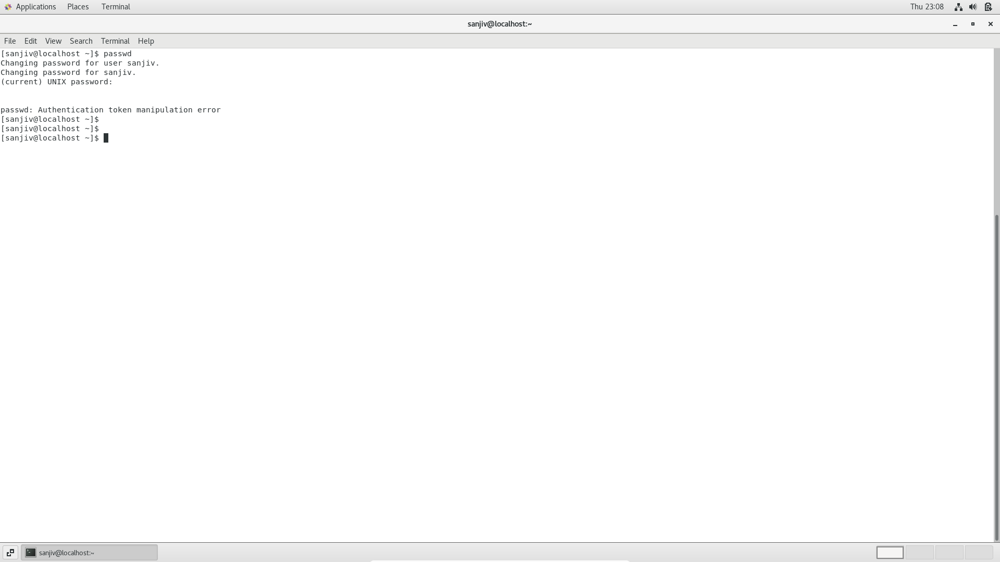 Applications Places Terminal Thu 23:08
sanjiv@localhost:~
File Edit View Search Terminal Help
[sanjiv@localhost ~]$ passwd
Changing password for user sanjiv.
Changing password for sanjiv.
(current) UNIX password:
passwd: Authentication token manipulation error
[sanjiv@localhost ~]$
[sanjiv@localhost ~]$
[sanjiv@localhost ~]$
sanjiv@localhost:~